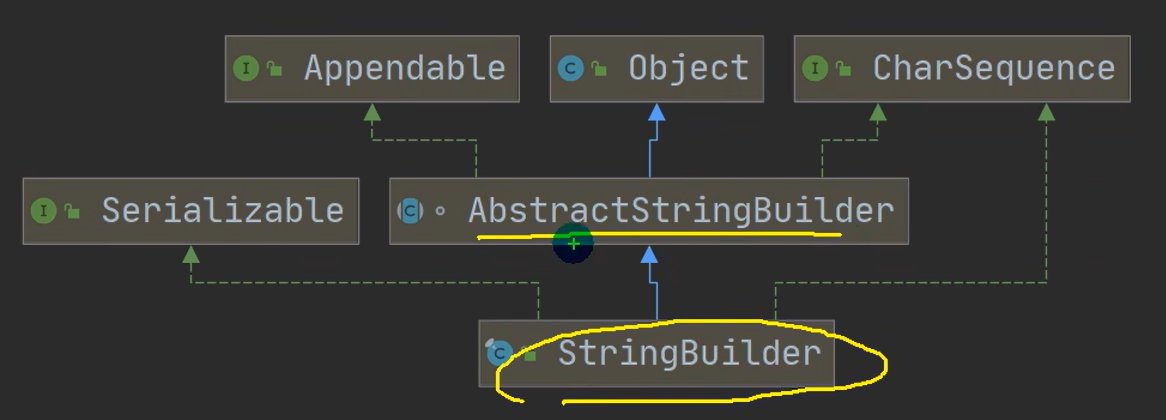 Appendable
Object
CharSequence
Serializable
AbstractStringBuilder
StringBuilder